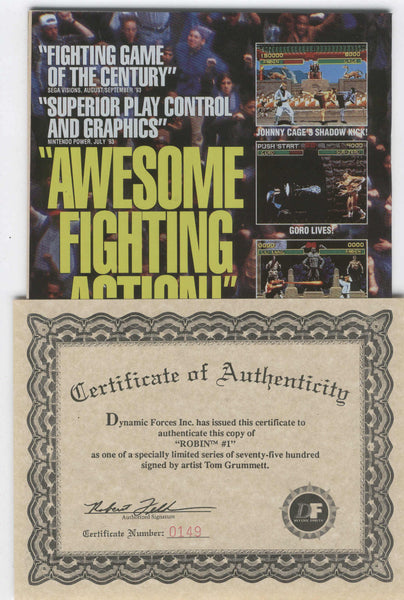 "FIGHTING GAME
OF THE CENTURY"
SEGA VISIONS, AUGUST/SEPTEMBER, '93
"SUPERIOR PLAY CONTROL
AND GRAPHICS"
NINTENDO POWER, JULY '93
"AWESOME
FIGHTING
ACTION!"
JOHNNY CAGE'S SHADOW KICK!
PUSH START
GORO LIVES!
Certificate of Authenticity
Dynamic Forces Inc. has issued this certificate to
authenticate this copy of
"ROBIN™ #1"
as one of a specially limited series of seventy-five hundred
signed by artist Tom Grummett.
Authorized Signature
Certificate Number: 0149
DF
DYNAMIC FORCES